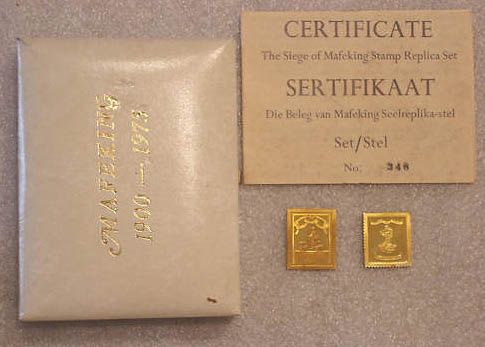 MAFEKING
1900 — 1975
CERTIFICATE
The Siege of Mafeking Stamp Replica Set
SERTIFIKAAT
Die Beleg van Mafeking Seëlreplika-stel
Set/Stel
No. 346